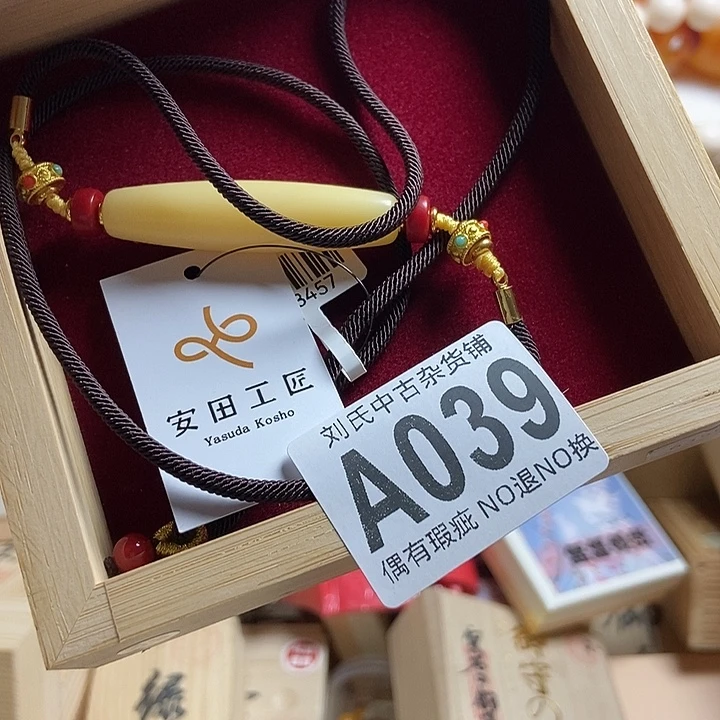 3457
安田工匠
Yasuda Kosho
刘氏中古杂货铺
A039
偶有瑕疵 NO退NO换